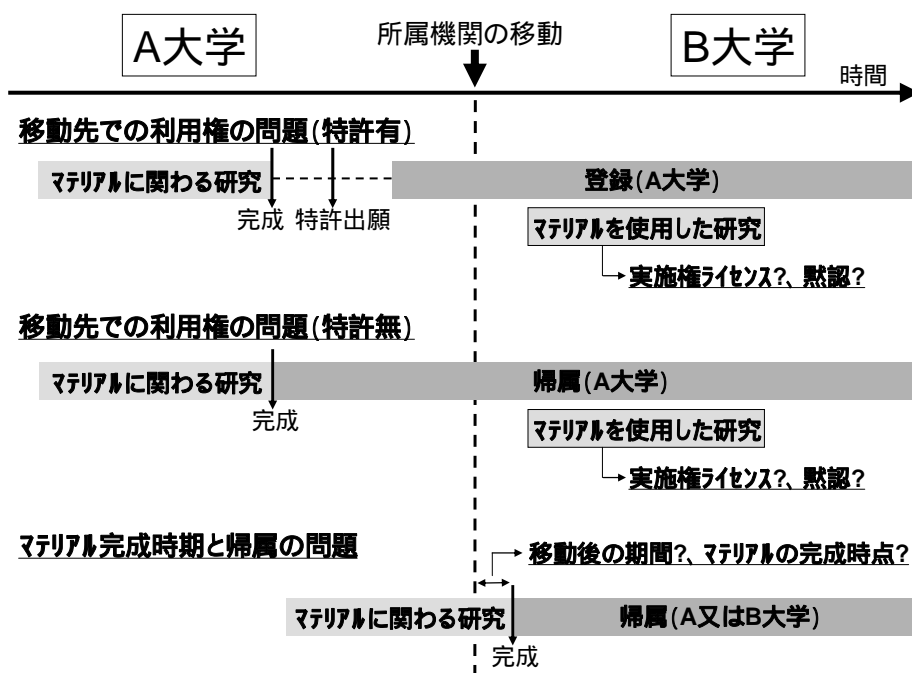 A大学
所属機関の移動
B大学
時間
移動先での利用権の問題(特許有)
マテリアルに関わる研究
登録(A大学)
完成
特許出願
マテリアルを使用した研究
実施権ライセンス?、黙認?
移動先での利用権の問題(特許無)
マテリアルに関わる研究
帰属(A大学)
完成
マテリアルを使用した研究
実施権ライセンス?、黙認?
マテリアル完成時期と帰属の問題
移動後の期間?、マテリアルの完成時点?
マテリアルに関わる研究
帰属(A又はB大学)
完成